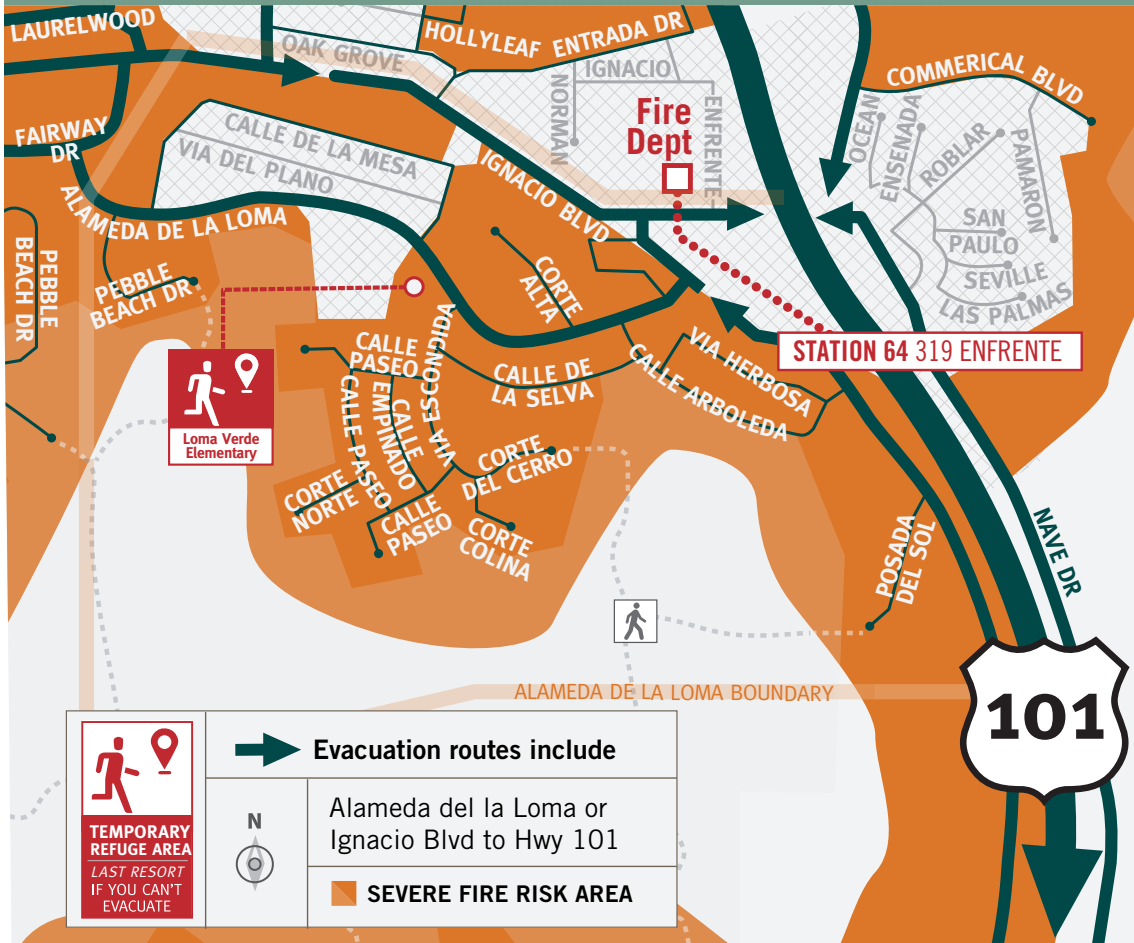 LAURELWOOD
OAK GROVE
HOLLYLEAF
ENTRADA DR
IGNACIO
NORMAN
ENFRENTE
Fire
Dept
COMMERICAL BLVD
OCEAN
ENSENADA
ROBLAR
PAMARON
SAN
PAULO
SEVILLE
LAS PALMAS
FAIRWAY
DR
CALLE DE LA MESA
VIA DEL PLANO
IGNACIO BLVD
ALAMEDA DE LA LOMA
PEBBLE
BEACH DR
PEBBLE
BEACH DR
CORTE
ALTA
STATION 64 319 ENFRENTE
Loma Verde
Elementary
CALLE
PASEO
VIA ESCONDIDA
CALLE DE
LA SELVA
VIA HERBOSA
CALLE ARBOLEDA
CALLE PASEO
CALLE
EMPINADO
VIA
CORTE
NORTE
CALLE
PASEO
CORTE
DEL CERRO
CORTE
COLINA
POSADA
DEL SOL
NAVE DR
101
ALAMEDA DE LA LOMA BOUNDARY
TEMPORARY
REFUGE AREA
LAST RESORT
IF YOU CAN'T
EVACUATE
Evacuation routes include
N
Alameda del la Loma or
Ignacio Blvd to Hwy 101
SEVERE FIRE RISK AREA